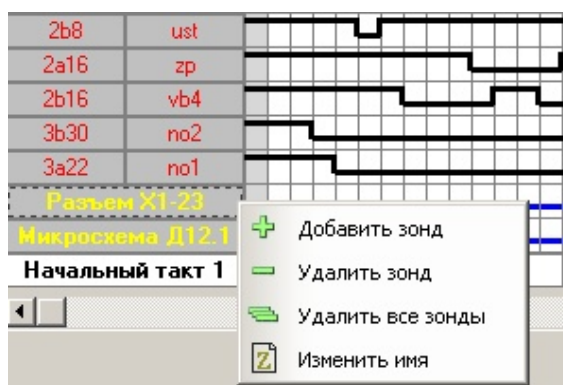 2b8 ust
2a16 zp
2b16 vb4
3b30 no2
3a22 no1
Разъем X1-23
Микросхема Д12.1
Начальный такт 1
Добавить зонд
Удалить зонд
Удалить все зонды
Изменить имя